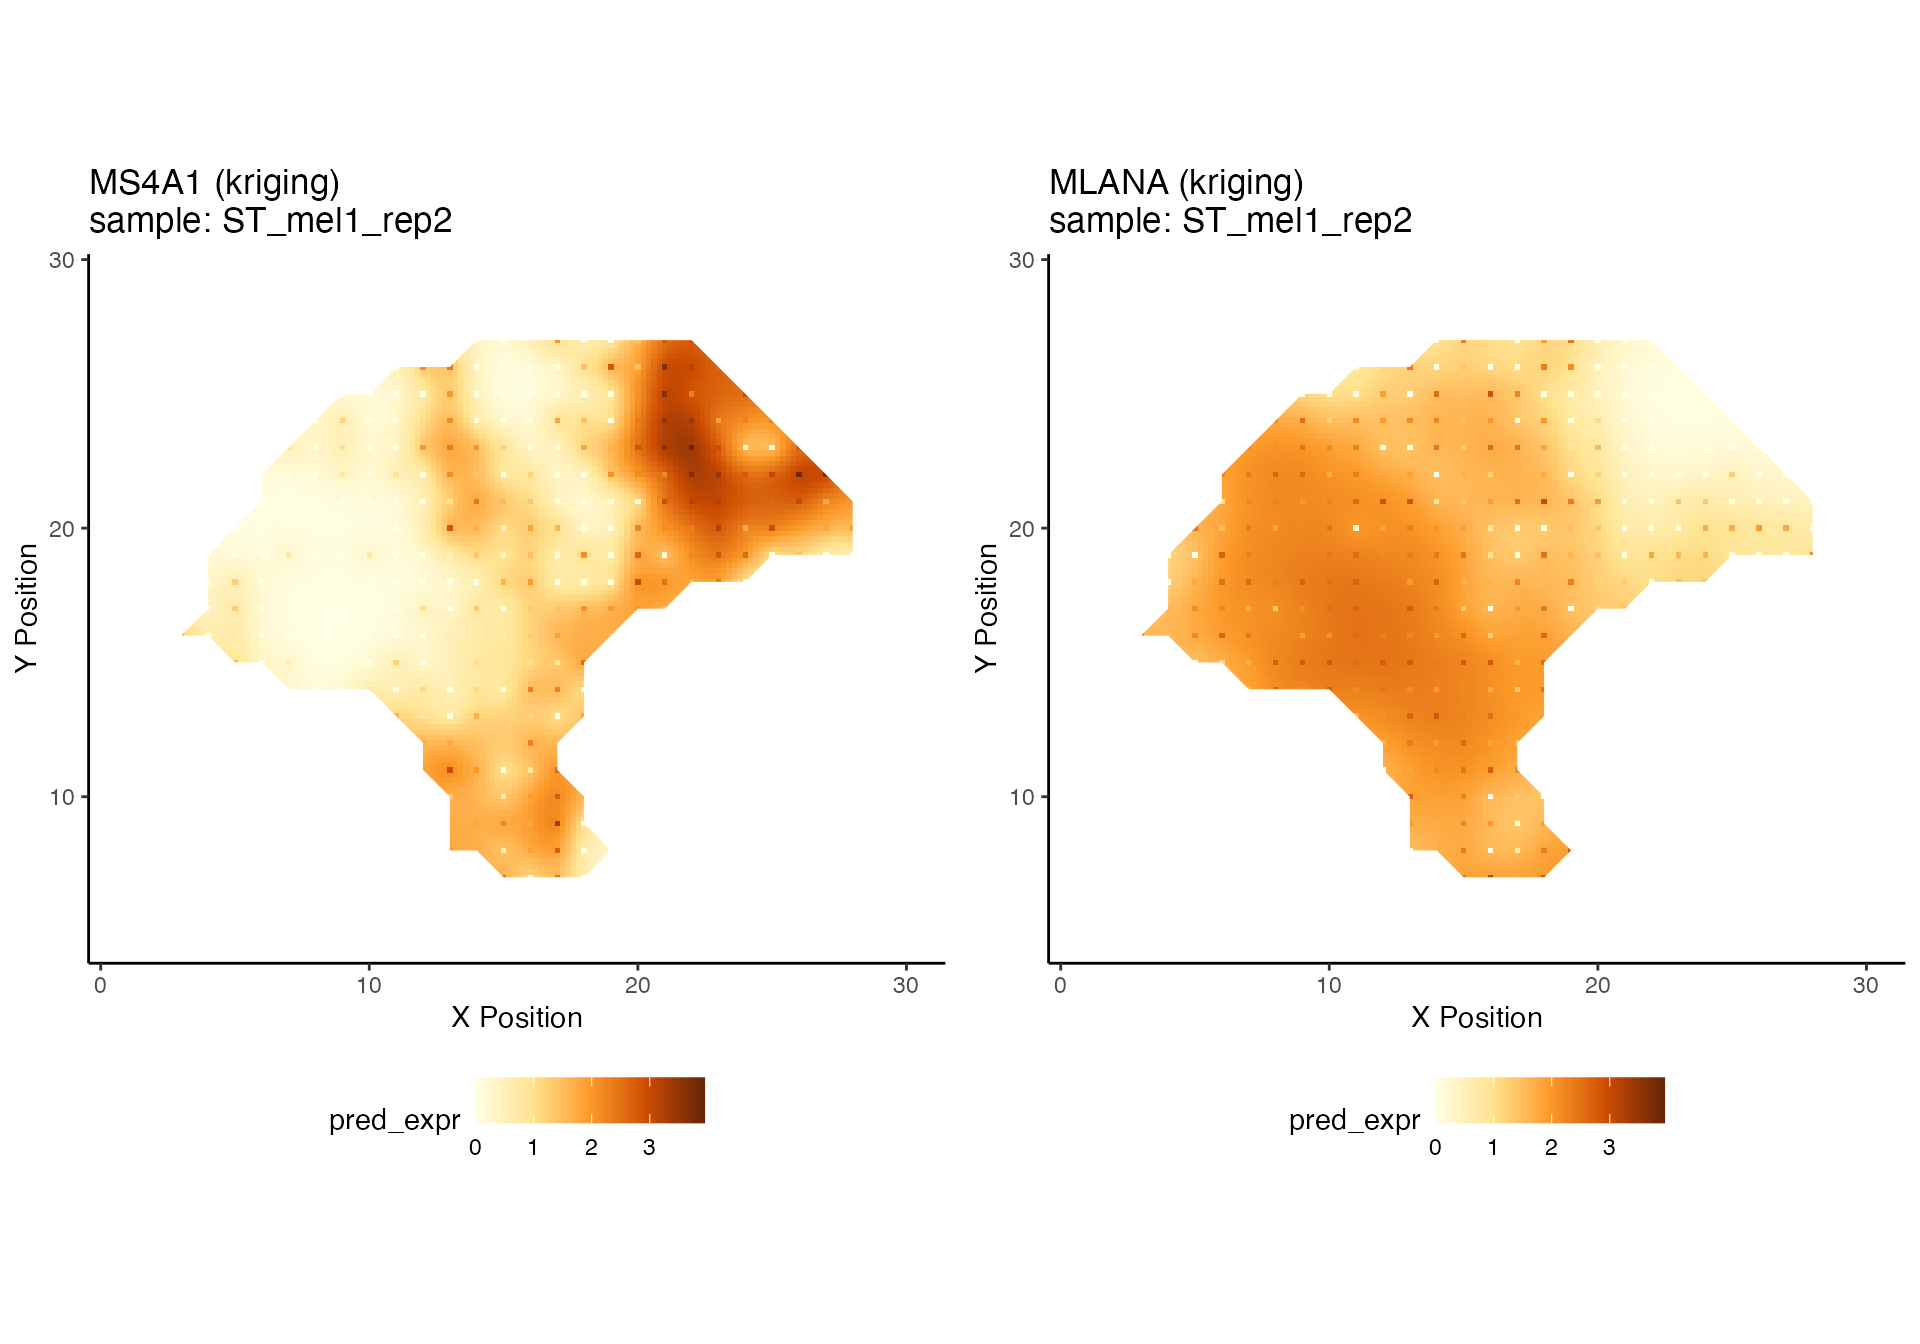 MS4A1 (kriging)
sample: ST_mel1_rep2
30
20
10
Y Position
0 10 20 30
X Position
pred_expr
0 1 2 3
MLANA (kriging)
sample: ST_mel1_rep2
30
20
10
Y Position
0 10 20 30
X Position
pred_expr
0 1 2 3